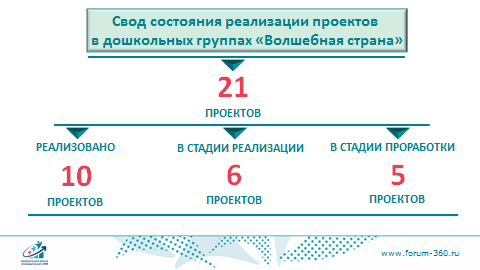 Свод состояния реализации проектов
в дошкольных группах «Волшебная страна»
21
ПРОЕКТОВ
РЕАЛИЗОВАНО
10
ПРОЕКТОВ
В СТАДИИ РЕАЛИЗАЦИИ
6
ПРОЕКТОВ
В СТАДИИ ПРОРАБОТКИ
5
ПРОЕКТОВ
www.forum-360.ru